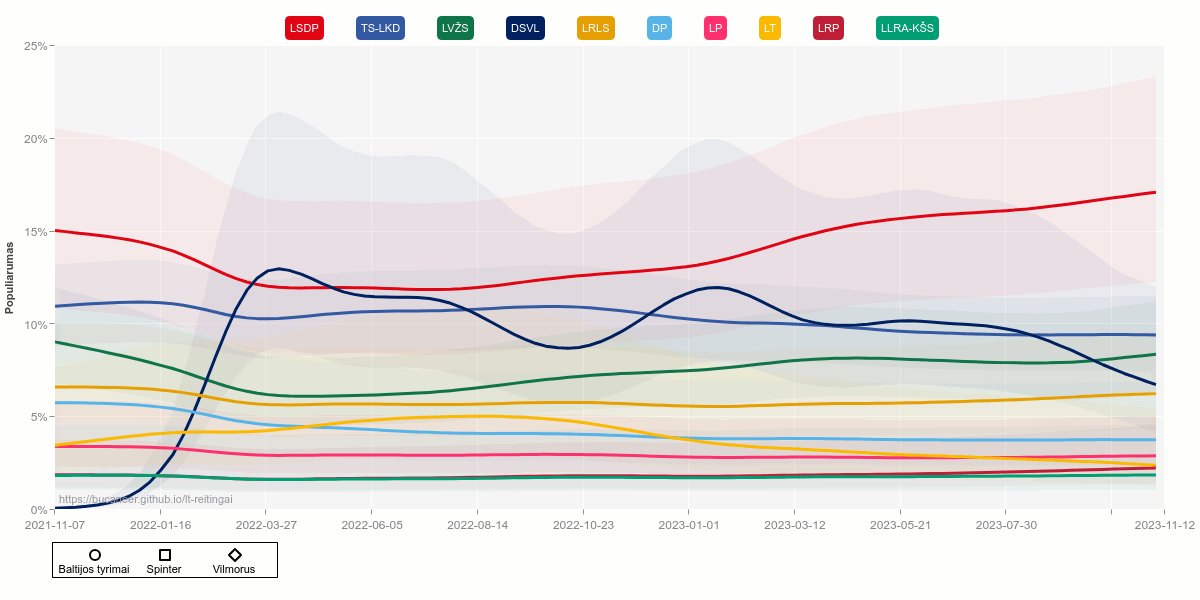 LSDP TS-LKD LVŽS DSVL LRLS DP LP LT LRP LLRA-KŠS
25%
20%
15%
10%
5%
0%
Populiarumas
https://bucaneer.github.io/lt-reitingai
2021-11-07 2022-01-16 2022-03-27 2022-06-05 2022-08-14 2022-10-23 2023-01-01 2023-03-12 2023-05-21 2023-07-30 2023-11-12
Baltijos tyrimai Spinter Vilmorus